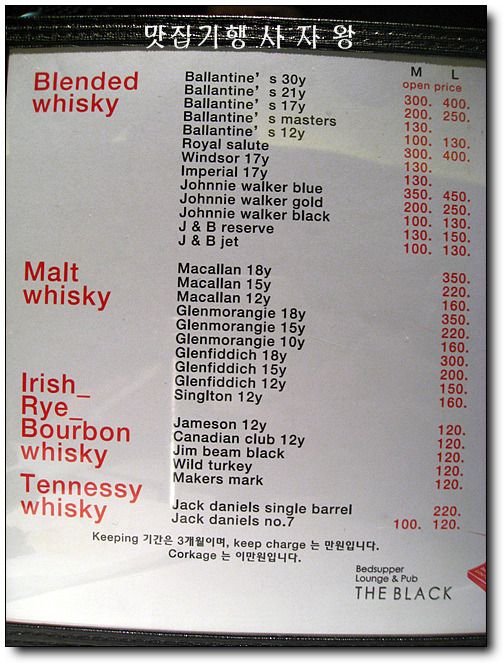 맛집기행 사 자 왕
M L
Blended
whisky
Ballantine's 30y open price
Ballantine's 21y 300. 400.
Ballantine's 17y 200. 250.
Ballantine's masters 130.
Ballantine's 12y 100. 130.
Royal salute 300. 400.
Windsor 17y 130.
Imperial 17y 130.
Johnnie walker blue 350. 450.
Johnnie walker gold 200. 250.
Johnnie walker black 100. 130.
J & B reserve 130. 150.
J & B jet 100. 130.
Malt
whisky
Macallan 18y 350.
Macallan 15y 220.
Macallan 12y 160.
Glenmorangie 18y 350.
Glenmorangie 15y 220.
Glenmorangie 10y 160.
Glenfiddich 18y 300.
Glenfiddich 15y 200.
Glenfiddich 12y 150.
Singlton 12y 160.
Irish_
Rye_
Bourbon
whisky
Jameson 12y 120.
Canadian club 12y 120.
Jim beam black 120.
Wild turkey 120.
Makers mark 120.
Tennessy
whisky
Jack daniels single barrel 220.
Jack daniels no.7 100. 120.
Keeping 기간은 3개월이며, keep charge 는 만원입니다.
Corkage 는 이만원입니다.
Bedsupper
Lounge & Pub
THE BLACK